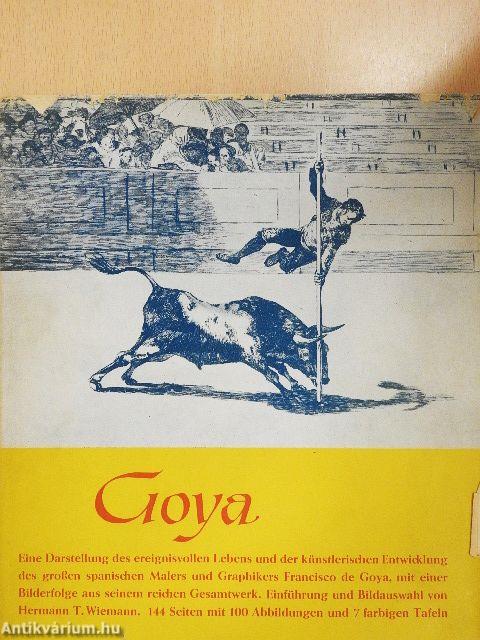 Goya
Eine Darstellung des ereignisvollen Lebens und der künstlerischen Entwicklung
des großen spanischen Malers und Graphikers Francisco de Goya, mit einer
Bilderfolge aus seinem reichen Gesamtwerk. Einführung und Bildauswahl von
Hermann T. Wiemann. 144 Seiten mit 100 Abbildungen und 7 farbigen Tafeln
Antikvárium.hu